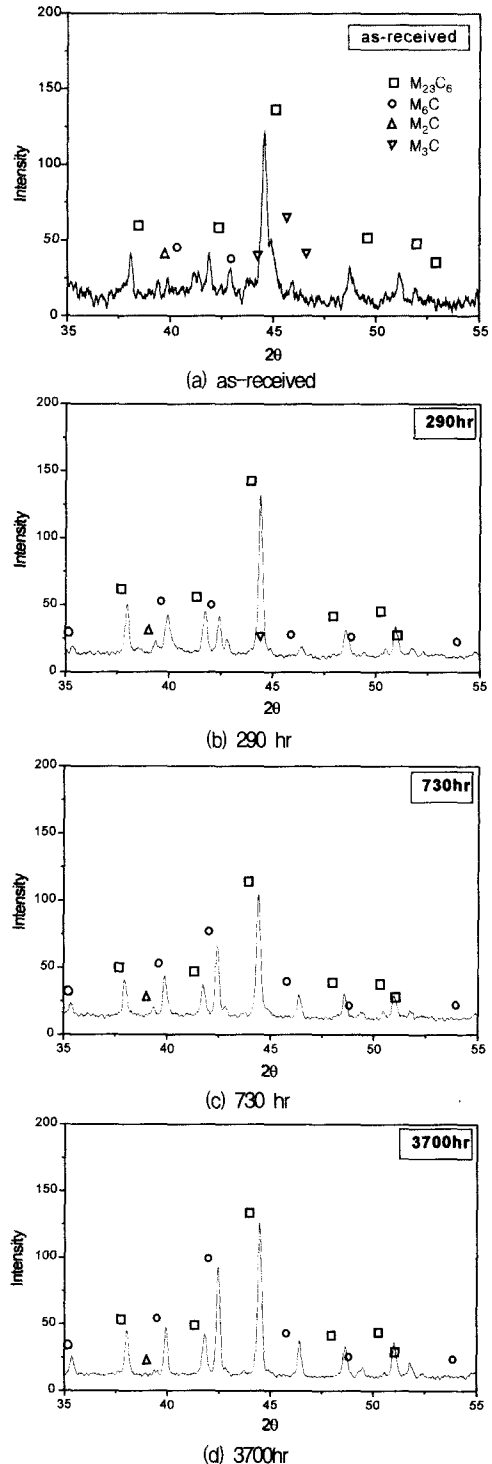 200
as-received
□ M₂₃C₆
150
○ M₆C
△ M₂C
▽ M₃C
Intensity
100
50
0
35 40 45 50 55
2θ
(a) as-received
200
290hr
150
Intensity
100
50
0
35 40 45 50 55
2θ
(b) 290 hr
200
730hr
150
Intensity
100
50
0
35 40 45 50 55
2θ
(c) 730 hr
200
3700hr
150
Intensity
100
50
0
35 40 45 50 55
2θ
(d) 3700hr